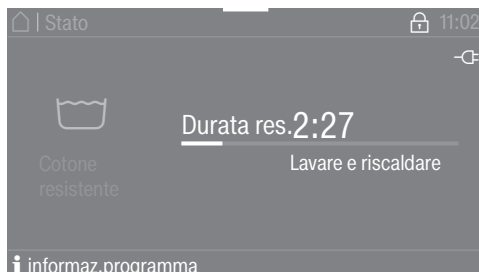 | Stato
11:02
Durata res.2:27
Lavare e riscaldare
Cotone
resistente
i informaz.programma